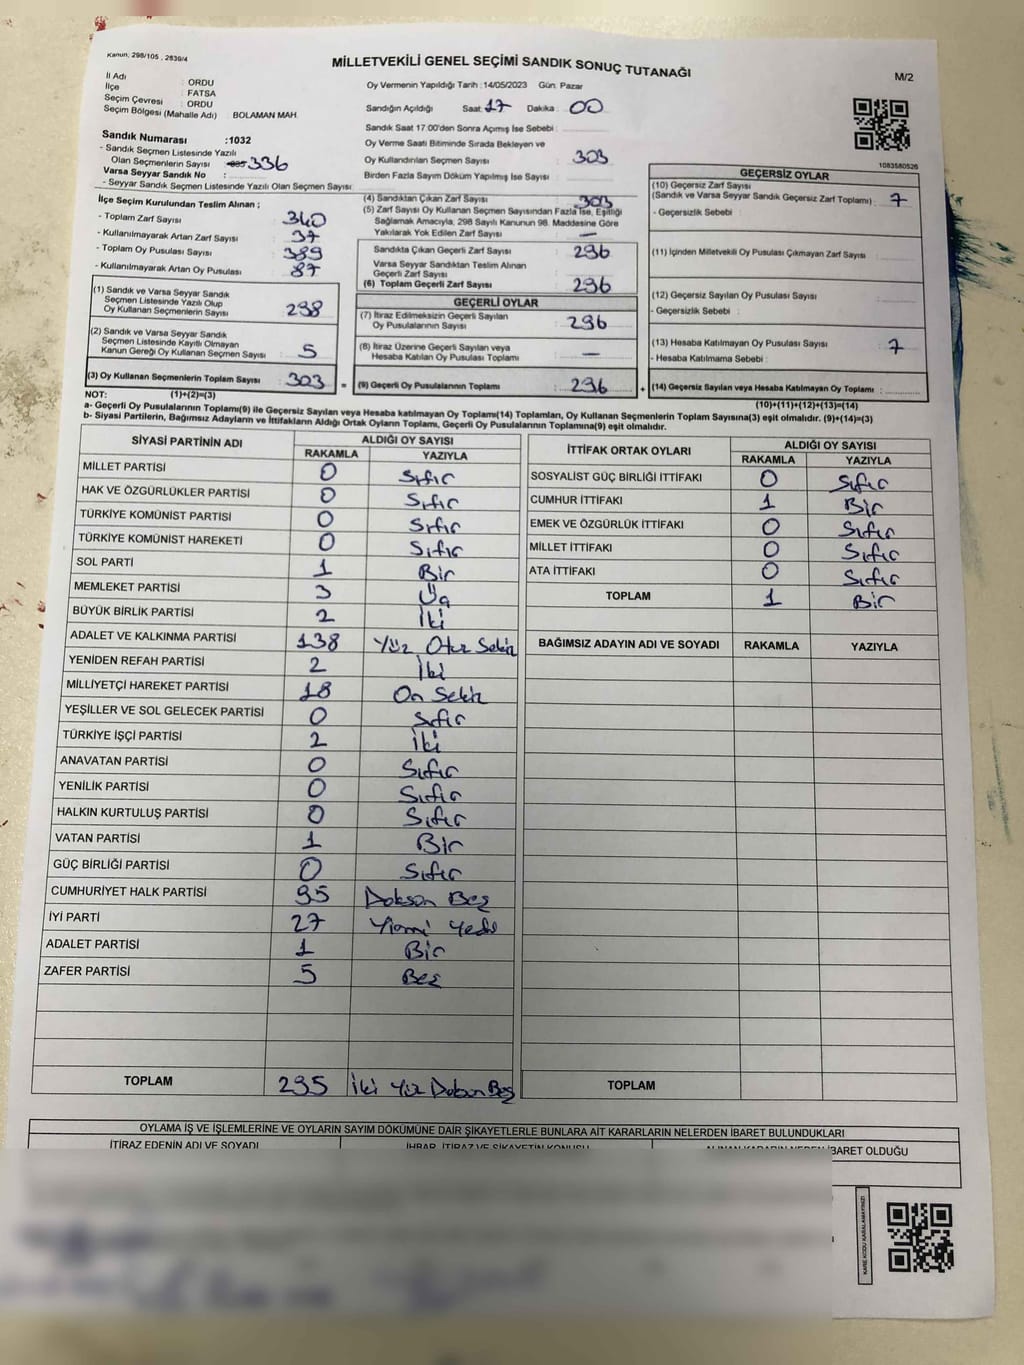 Kanun: 298/105 , 2839/4
MİLLETVEKİLİ GENEL SEÇİMİ SANDIK SONUÇ TUTANAĞI
M/2
İl Adı : ORDU
İlçe : FATSA
Seçim Çevresi : ORDU
Seçim Bölgesi (Mahalle Adı) : BOLAMAN MAH.
Oy Vermenin Yapıldığı Tarih :14/05/2023 Gün: Pazar
Sandığın Açıldığı Saat: 17 Dakika : 00
Sandık Saat 17.00'den Sonra Açımış İse Sebebi :
Sandık Numarası :1032
- Sandık Seçmen Listesinde Yazılı
Olan Seçmenlerin Sayısı 336
Varsa Seyyar Sandık No :
- Seyyar Sandık Seçmen Listesinde Yazılı Olan Seçmen Sayısı:
Oy Verme Saati Bitiminde Sırada Bekleyen ve
Oy Kullandırılan Seçmen Sayısı : 303
Birden Fazla Sayım Döküm Yapılmış İse Sayısı :
1083580526
İlçe Seçim Kurulundan Teslim Alınan ;
- Toplam Zarf Sayısı : 340
- Kullanılmayarak Artan Zarf Sayısı : 37
- Toplam Oy Pusulası Sayısı : 389
- Kullanılmayarak Artan Oy Pusulası : 87
(1) Sandık ve Varsa Seyyar Sandık
Seçmen Listesinde Yazılı Olup
Oy Kullanan Seçmenlerin Sayısı : 298
(2) Sandık ve Varsa Seyyar Sandık
Seçmen Listesinde Kayıtlı Olmayan
Kanun Gereği Oy Kullanan Seçmen Sayısı : 5
(3) Oy Kullanan Seçmenlerin Toplam Sayısı : 303 =
(4) Sandıktan Çıkan Zarf Sayısı : 303
(5) Zarf Sayısı Oy Kullanan Seçmen Sayısından Fazla İse, Eşitliği
Sağlamak Amacıyla, 298 Sayılı Kanunun 98. Maddesine Göre
Yakılarak Yok Edilen Zarf Sayısı : —
Sandıkta Çıkan Geçerli Zarf Sayısı : 296
Varsa Seyyar Sandıktan Teslim Alınan
Geçerli Zarf Sayısı :
(6) Toplam Geçerli Zarf Sayısı : 296
GEÇERLİ OYLAR
(7) İtiraz Edilmeksizin Geçerli Sayılan
Oy Pusulalarının Sayısı : 296
(8) İtiraz Üzerine Geçerli Sayılan veya
Hesaba Katılan Oy Pusulası Toplamı : —
(9) Geçerli Oy Pusulalarının Toplamı : 296 +
GEÇERSİZ OYLAR
(10) Geçersiz Zarf Sayısı
(Sandık ve Varsa Seyyar Sandık Geçersiz Zarf Toplamı) : 7
- Geçersizlik Sebebi :
(11) İçinden Milletvekili Oy Pusulası Çıkmayan Zarf Sayısı :
(12) Geçersiz Sayılan Oy Pusulası Sayısı :
- Geçersizlik Sebebi :
(13) Hesaba Katılmayan Oy Pusulası Sayısı : 7
- Hesaba Katılmama Sebebi :
(14) Geçersiz Sayılan veya Hesaba Katılmayan Oy Toplamı :
NOT: (1)+(2)=(3) (10)+(11)+(12)+(13)=(14)
a- Geçerli Oy Pusulalarının Toplamı(9) ile Geçersiz Sayılan veya Hesaba katılmayan Oy Toplamı(14) Toplamları, Oy Kullanan Seçmenlerin Toplam Sayısına(3) eşit olmalıdır. (9)+(14)=(3)
b- Siyasi Partilerin, Bağımsız Adayların ve İttifakların Aldığı Ortak Oyların Toplamı, Geçerli Oy Pusulalarının Toplamına(9) eşit olmalıdır.
SİYASİ PARTİNİN ADI ALDIĞI OY SAYISI
RAKAMLA YAZIYLA
MİLLET PARTİSİ 0 Sıfır
HAK VE ÖZGÜRLÜKLER PARTİSİ 0 Sıfır
TÜRKİYE KOMÜNİST PARTİSİ 0 Sıfır
TÜRKİYE KOMÜNİST HAREKETİ 0 Sıfır
SOL PARTİ 1 Bir
MEMLEKET PARTİSİ 3 Üç
BÜYÜK BİRLİK PARTİSİ 2 İki
ADALET VE KALKINMA PARTİSİ 138 Yüz Otuz Sekiz
YENİDEN REFAH PARTİSİ 2 İki
MİLLİYETÇİ HAREKET PARTİSİ 18 On Sekiz
YEŞİLLER VE SOL GELECEK PARTİSİ 0 Sıfır
TÜRKİYE İŞÇİ PARTİSİ 2 İki
ANAVATAN PARTİSİ 0 Sıfır
YENİLİK PARTİSİ 0 Sıfır
HALKIN KURTULUŞ PARTİSİ 0 Sıfır
VATAN PARTİSİ 1 Bir
GÜÇ BİRLİĞİ PARTİSİ 0 Sıfır
CUMHURİYET HALK PARTİSİ 95 Doksan Beş
İYİ PARTİ 27 Yirmi Yedi
ADALET PARTİSİ 1 Bir
ZAFER PARTİSİ 5 Beş
TOPLAM 295 İki Yüz Doksan Beş
İTTİFAK ORTAK OYLARI ALDIĞI OY SAYISI
RAKAMLA YAZIYLA
SOSYALİST GÜÇ BİRLİĞİ İTTİFAKI 0 Sıfır
CUMHUR İTTİFAKI 1 Bir
EMEK VE ÖZGÜRLÜK İTTİFAKI 0 Sıfır
MİLLET İTTİFAKI 0 Sıfır
ATA İTTİFAKI 0 Sıfır
TOPLAM 1 Bir
BAĞIMSIZ ADAYIN ADI VE SOYADI RAKAMLA YAZIYLA
TOPLAM
OYLAMA İŞ VE İŞLEMLERİNE VE OYLARIN SAYIM DÖKÜMÜNE DAİR ŞİKAYETLERLE BUNLARA AİT KARARLARIN NELERDEN İBARET BULUNDUKLARI
İTİRAZ EDENİN ADI VE SOYADI İHBAR, İTİRAZ VE ŞİKAYETİN KONUSU ALINAN KARARIN NEDEN İBARET OLDUĞU
KARE KODU KARALAMAYINIZ!